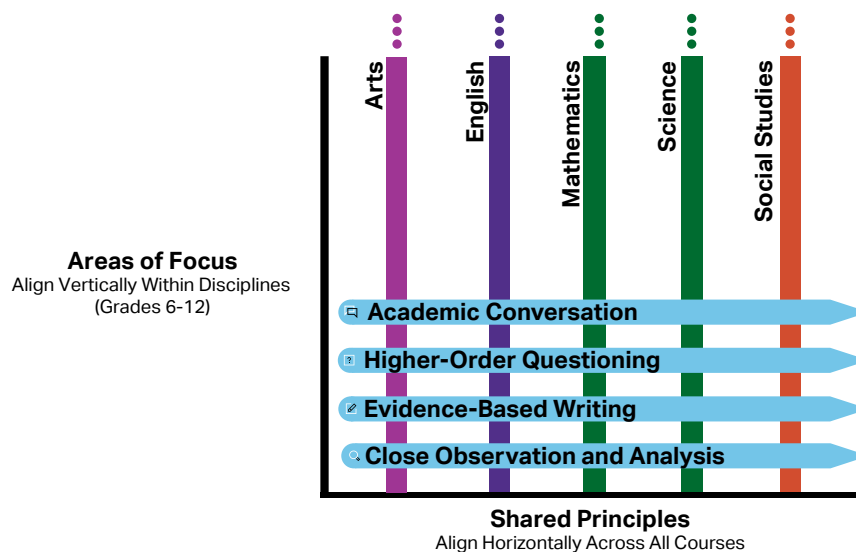 Arts
English
Mathematics
Science
Social Studies
Areas of Focus
Align Vertically Within Disciplines
(Grades 6-12)
Academic Conversation
? Higher-Order Questioning
Evidence-Based Writing
Close Observation and Analysis
Shared Principles
Align Horizontally Across All Courses